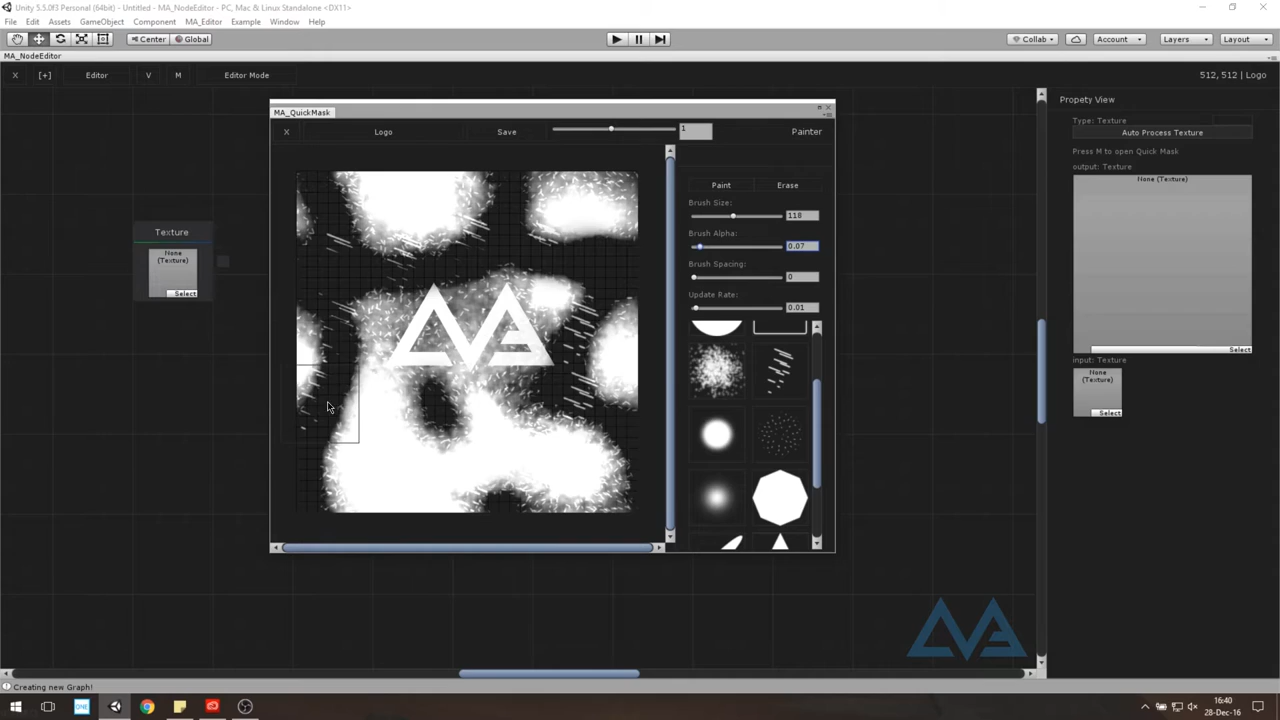 Unity 5.5.0f3 Personal (64bit) - Untitled - MA_NodeEditor - PC, Mac & Linux Standalone <DX11>
File Edit Assets GameObject Component MA_Editor Example Window Help
Center Global Collab Account Layers Layout
MA_NodeEditor
X [+] Editor V M Editor Mode 512, 512 | Logo
Propety View
Type: Texture
Auto Process Texture
Press M to open Quick Mask
output: Texture
None (Texture)
Select
input: Texture
None
(Texture)
Select
Texture
None
(Texture)
Select
MA_QuickMask
X Logo Save 1 Painter
Paint Erase
Brush Size:
118
Brush Alpha:
0.07
Brush Spacing:
0
Update Rate:
0.01
Creating new Graph!
ONE
16:40
28-Dec-16